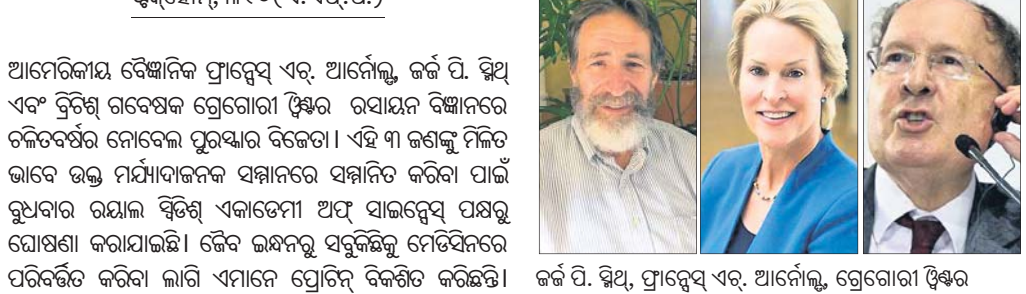 ଆମେରିକୀୟ ବୈଜ୍ଞାନିକ ଫ୍ରାନ୍ସେସ୍ ଏଚ୍. ଆର୍ନୋଲ୍ଡ, ଜର୍ଜ ପି. ସ୍ମିଥ୍
ଏବଂ ବ୍ରିଟିଶ୍ ଗବେଷକ ଗ୍ରେଗୋରୀ ୱିଣ୍ଟର ରସାୟନ ବିଜ୍ଞାନରେ
ଚଳିତବର୍ଷର ନୋବେଲ ପୁରସ୍କାର ବିଜେତା। ଏହି ୩ ଜଣଙ୍କୁ ମିଳିତ
ଭାବେ ଉକ୍ତ ମର୍ଯ୍ୟାଦାଜନକ ସମ୍ମାନରେ ସମ୍ମାନିତ କରିବା ପାଇଁ
ବୁଧବାର ରୟାଲ ସ୍ୱିଡିଶ୍ ଏକାଡେମୀ ଅଫ୍ ସାଇନ୍ସେସ୍ ପକ୍ଷରୁ
ଘୋଷଣା କରାଯାଇଛି। ଜୈବ ଇନ୍ଧନରୁ ସବୁକିଛିକୁ ମେଡିସିନରେ
ପରିବର୍ତ୍ତିତ କରିବା ଲାଗି ଏମାନେ ପ୍ରୋଟିନ୍ ବିକଶିତ କରିଛନ୍ତି।
ଜର୍ଜ ପି. ସ୍ମିଥ୍, ଫ୍ରାନ୍ସେସ୍ ଏଚ୍. ଆର୍ନୋଲ୍ଡ, ଗ୍ରେଗୋରୀ ୱିଣ୍ଟର